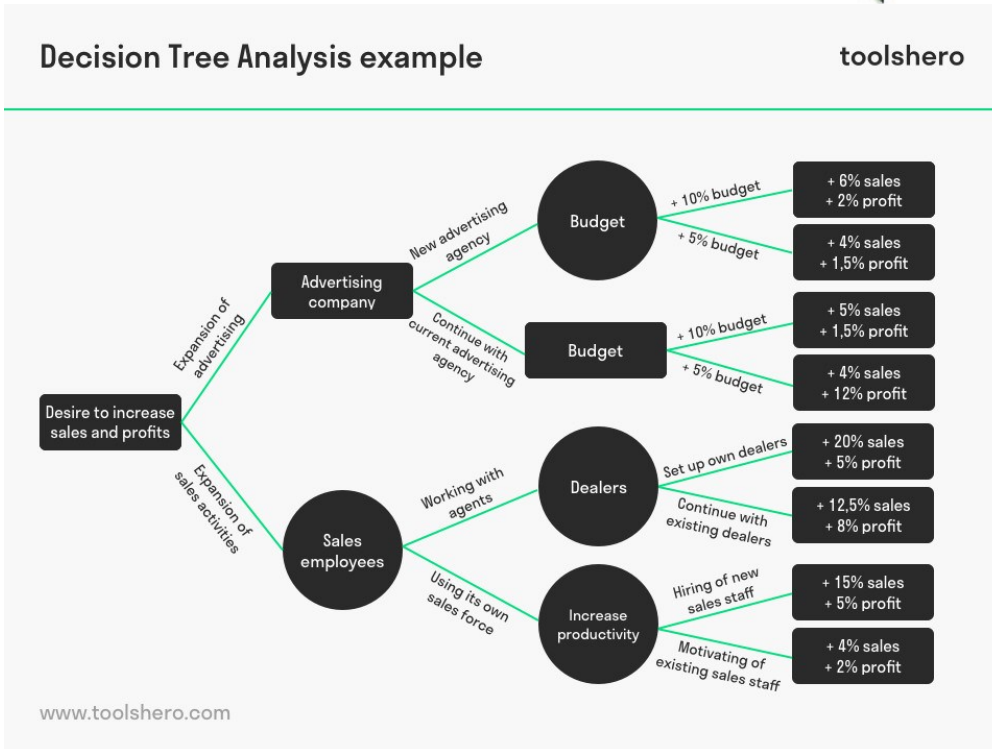 Decision Tree Analysis example
toolshero
Desire to increase
sales and profits
Expansion of
advertising
Expansion of
sales activities
Advertising
company
Sales
employees
New advertising
agency
Continue with
current advertising
agency
Working with
agents
Using its own
sales force
Budget
Budget
Dealers
Increase
productivity
+ 10% budget
+ 5% budget
+ 10% budget
+ 5% budget
Set up own dealers
Continue with
existing dealers
Hiring of new
sales staff
Motivating of
existing sales staff
+ 6% sales
+ 2% profit
+ 4% sales
+ 1,5% profit
+ 5% sales
+ 1,5% profit
+ 4% sales
+ 12% profit
+ 20% sales
+ 5% profit
+ 12,5% sales
+ 8% profit
+ 15% sales
+ 5% profit
+ 4% sales
+ 2% profit
www.toolshero.com